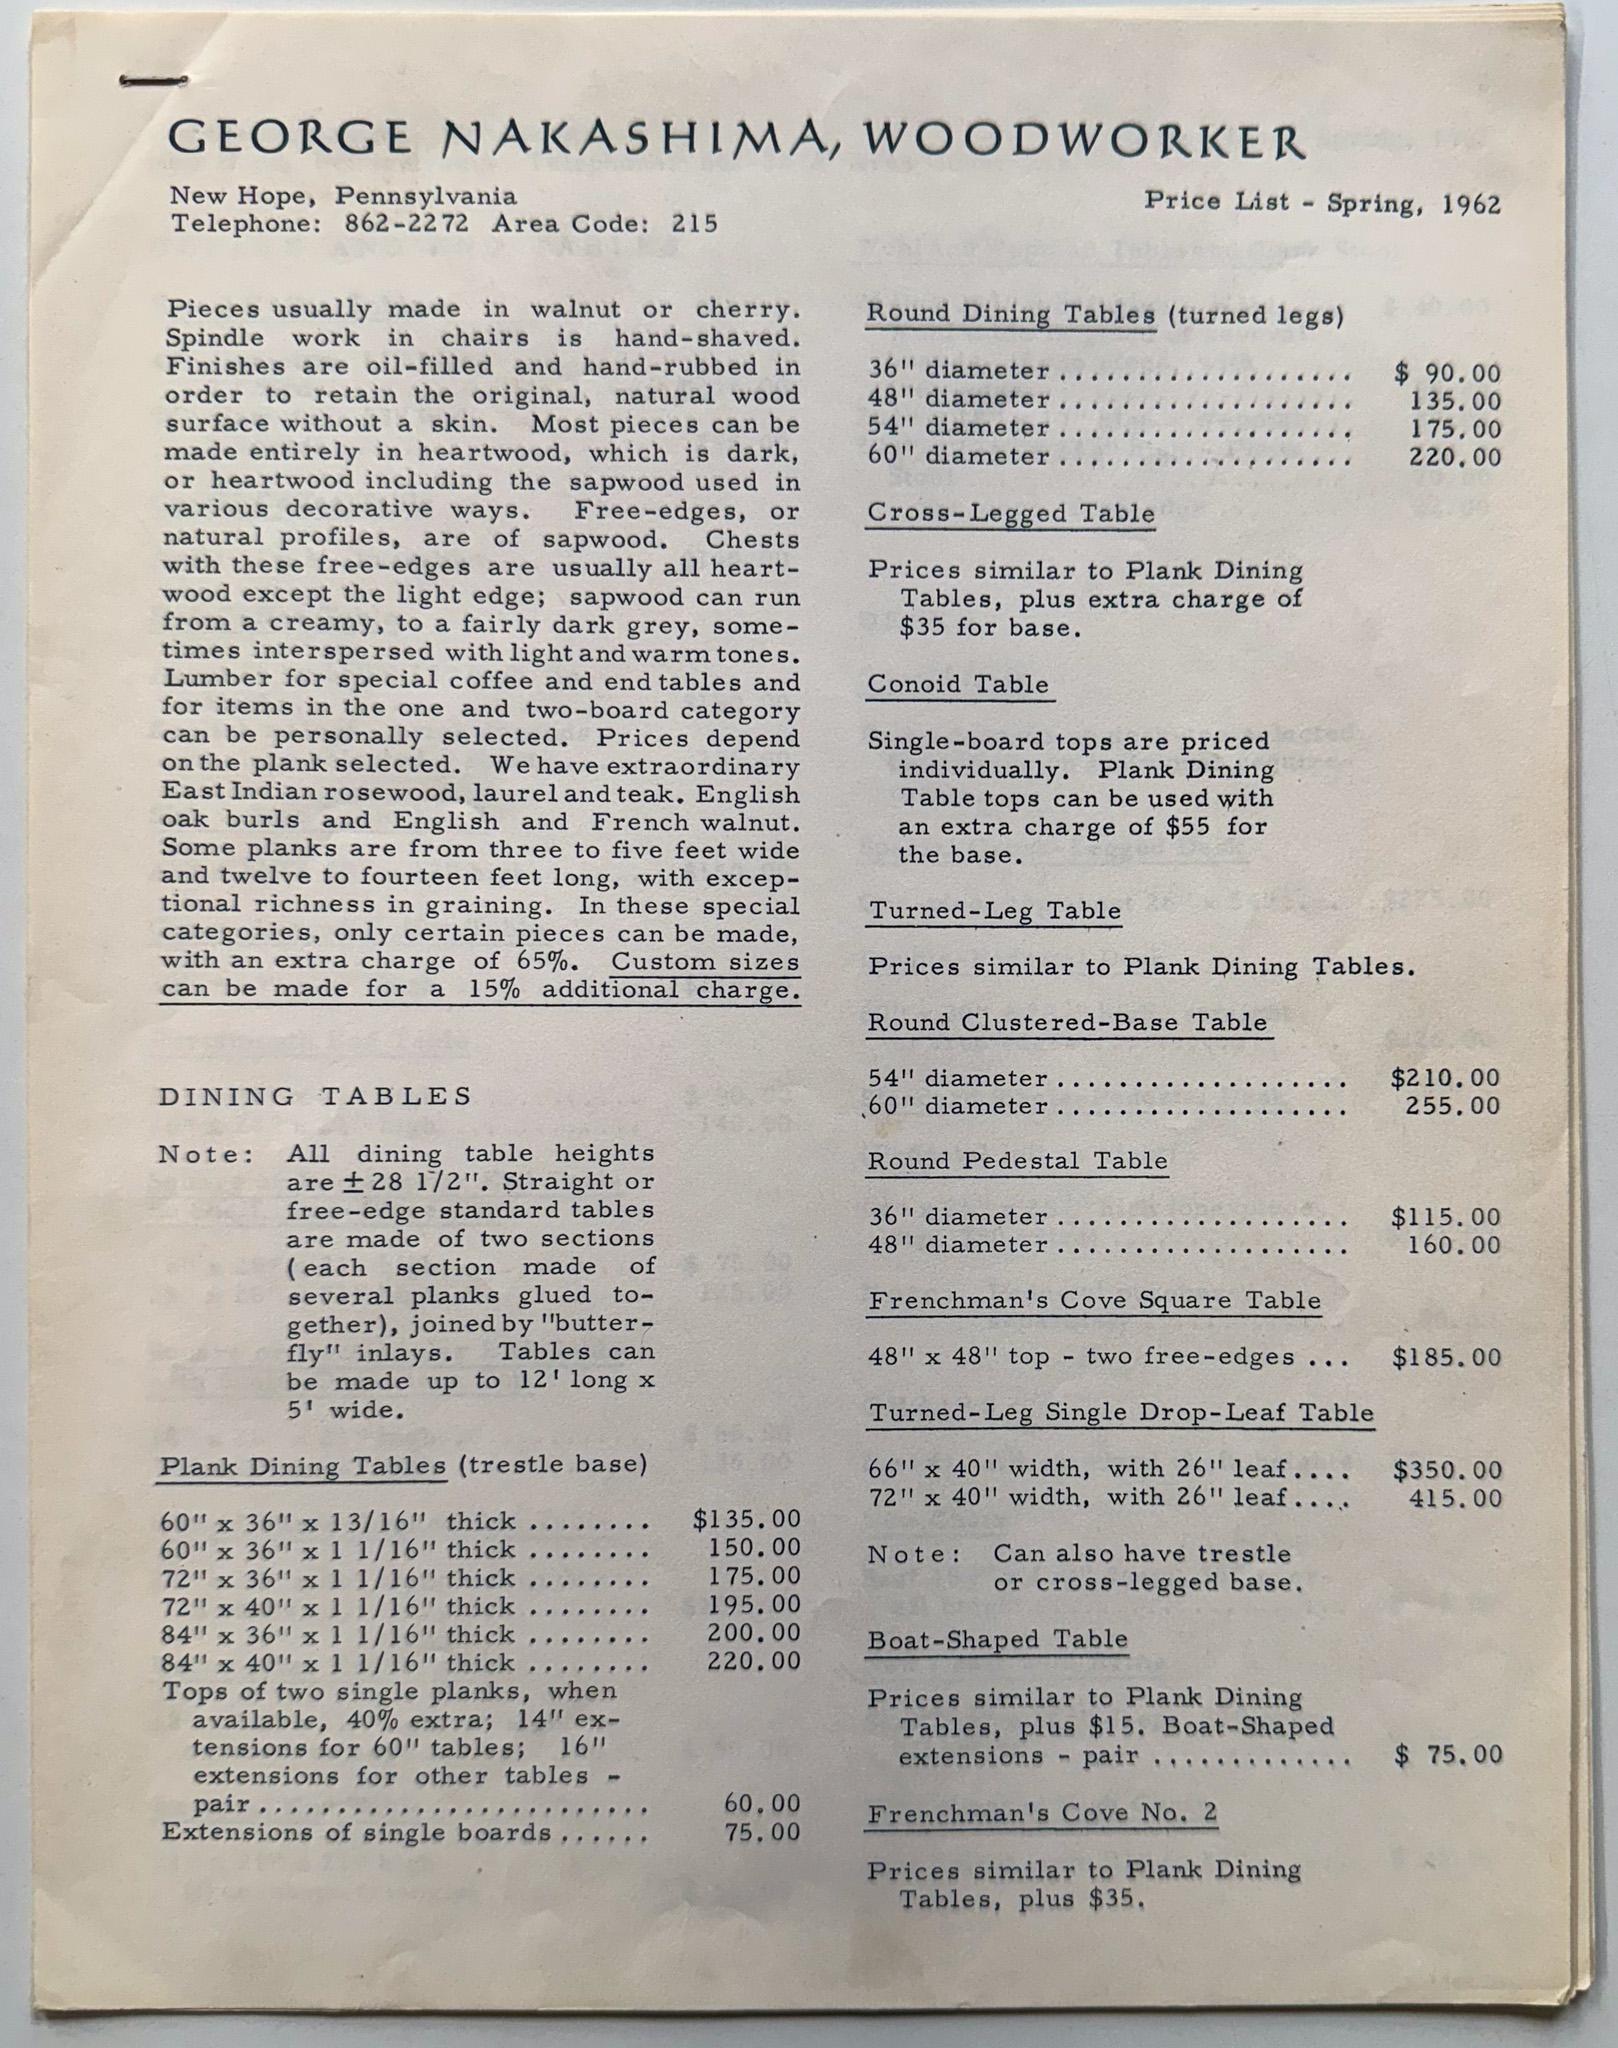 GEORGE NAKASHIMA, WOODWORKER
New Hope, Pennsylvania
Telephone: 862-2272 Area Code: 215
Price List - Spring, 1962
Pieces usually made in walnut or cherry.
Spindle work in chairs is hand-shaved.
Finishes are oil-filled and hand-rubbed in
order to retain the original, natural wood
surface without a skin. Most pieces can be
made entirely in heartwood, which is dark,
or heartwood including the sapwood used in
various decorative ways. Free-edges, or
natural profiles, are of sapwood. Chests
with these free-edges are usually all heart-
wood except the light edge; sapwood can run
from a creamy, to a fairly dark grey, some-
times interspersed with light and warm tones.
Lumber for special coffee and end tables and
for items in the one and two-board category
can be personally selected. Prices depend
on the plank selected. We have extraordinary
East Indian rosewood, laurel and teak. English
oak burls and English and French walnut.
Some planks are from three to five feet wide
and twelve to fourteen feet long, with excep-
tional richness in graining. In these special
categories, only certain pieces can be made,
with an extra charge of 65%. Custom sizes
can be made for a 15% additional charge.
DINING TABLES
Note: All dining table heights
are ±28 1/2". Straight or
free-edge standard tables
are made of two sections
(each section made of
several planks glued to-
gether), joined by "butter-
fly" inlays. Tables can
be made up to 12' long x
5' wide.
Plank Dining Tables (trestle base)
60" x 36" x 13/16" thick ........ $135.00
60" x 36" x 1 1/16" thick ........ 150.00
72" x 36" x 1 1/16" thick ........ 175.00
72" x 40" x 1 1/16" thick ........ 195.00
84" x 36" x 1 1/16" thick ........ 200.00
84" x 40" x 1 1/16" thick ........ 220.00
Tops of two single planks, when
available, 40% extra; 14" ex-
tensions for 60" tables; 16"
extensions for other tables -
pair ......................... 60.00
Extensions of single boards ...... 75.00
Round Dining Tables (turned legs)
36" diameter ................... $ 90.00
48" diameter ................... 135.00
54" diameter ................... 175.00
60" diameter ................... 220.00
Cross-Legged Table
Prices similar to Plank Dining
Tables, plus extra charge of
$35 for base.
Conoid Table
Single-board tops are priced
individually. Plank Dining
Table tops can be used with
an extra charge of $55 for
the base.
Turned-Leg Table
Prices similar to Plank Dining Tables.
Round Clustered-Base Table
54" diameter ................... $210.00
60" diameter ................... 255.00
Round Pedestal Table
36" diameter ................... $115.00
48" diameter ................... 160.00
Frenchman's Cove Square Table
48" x 48" top - two free-edges ... $185.00
Turned-Leg Single Drop-Leaf Table
66" x 40" width, with 26" leaf .... $350.00
72" x 40" width, with 26" leaf .... 415.00
Note: Can also have trestle
or cross-legged base.
Boat-Shaped Table
Prices similar to Plank Dining
Tables, plus $15. Boat-Shaped
extensions - pair ............. $ 75.00
Frenchman's Cove No. 2
Prices similar to Plank Dining
Tables, plus $35.